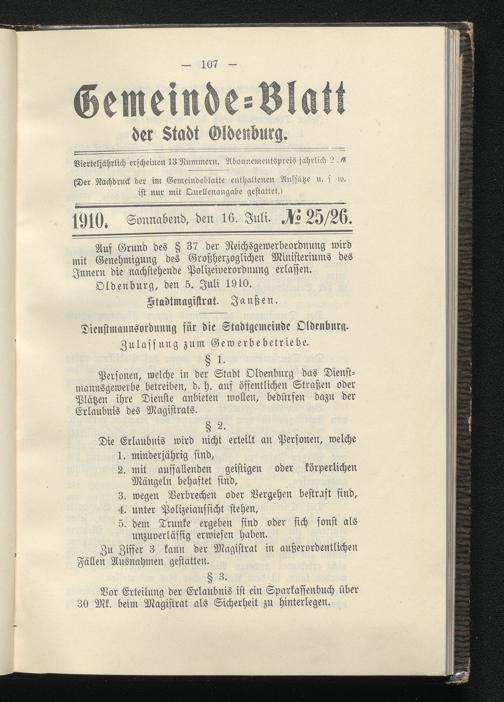 — 107 —
Gemeinde=Blatt
der Stadt Oldenburg.
Vierteljährlich erscheinen 13 Nummern. Abonnementspreis jährlich 2 ℳ
(Der Nachdruck der im Gemeindeblatte enthaltenen Aufsätze u. s w.
ist nur mit Quellenangabe gestattet.)
1910. Sonnabend, den 16. Juli. № 25/26.
Auf Grund des § 37 der Reichsgewerbeordnung wird
mit Genehmigung des Großherzoglichen Ministeriums des
Innern die nachstehende Polizeiverordnung erlassen.
Oldenburg, den 5. Juli 1910.
Stadtmagistrat. Janßen.
Dienstmannsordnung für die Stadtgemeinde Oldenburg.
Zulassung zum Gewerbebetriebe.
§ 1.
Personen, welche in der Stadt Oldenburg das Dienst-
mannsgewerbe betreiben, d. h. auf öffentlichen Straßen oder
Plätzen ihre Dienste anbieten wollen, bedürfen dazu der
Erlaubnis des Magistrats.
§ 2.
Die Erlaubnis wird nicht erteilt an Personen, welche
1. minderjährig sind,
2. mit auffallenden geistigen oder körperlichen
Mängeln behaftet sind,
3. wegen Verbrechen oder Vergehen bestraft sind,
4. unter Polizeiaufsicht stehen,
5. dem Trunke ergeben sind oder sich sonst als
unzuverlässig erwiesen haben.
Zu Ziffer 3 kann der Magistrat in außerordentlichen
Fällen Ausnahmen gestatten.
§ 3.
Vor Erteilung der Erlaubnis ist ein Sparkassenbuch über
30 Mk. beim Magistrat als Sicherheit zu hinterlegen.